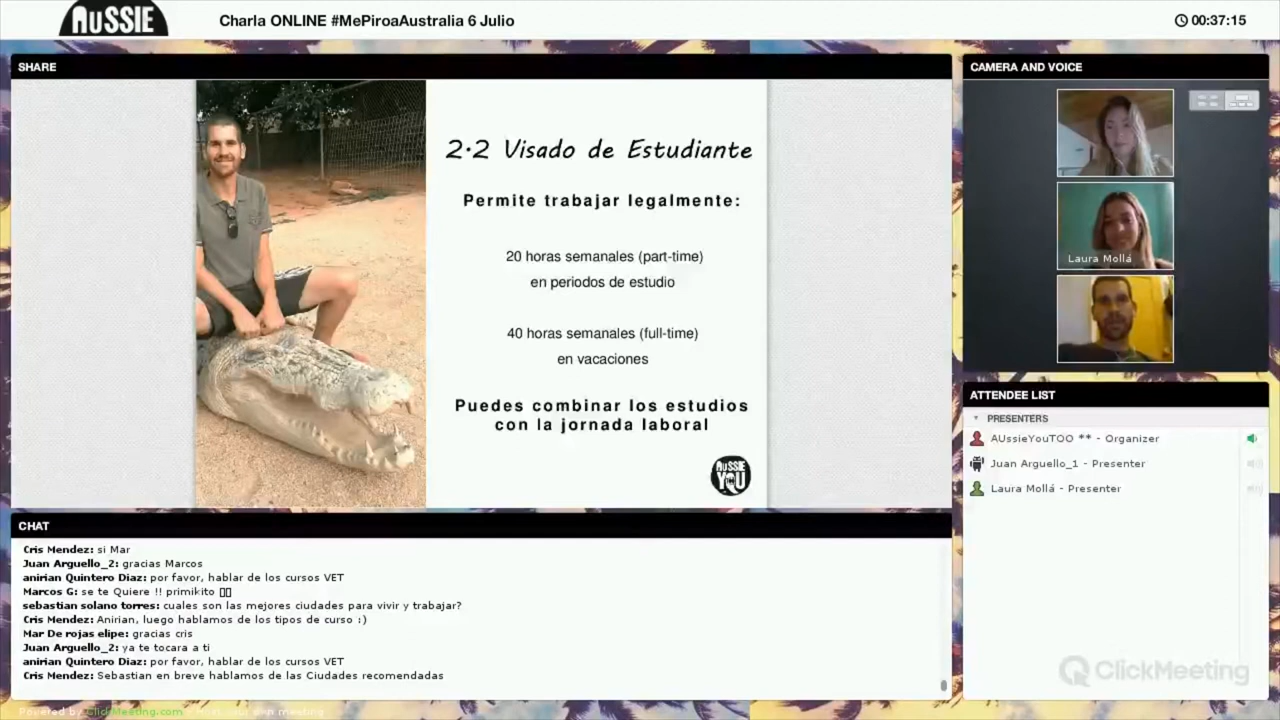 AUSSIE
Charla ONLINE #MePiroaAustralia 6 Julio
00:37:15
SHARE
2.2 Visado de Estudiante
Permite trabajar legalmente:
20 horas semanales (part-time)
en periodos de estudio
40 horas semanales (full-time)
en vacaciones
Puedes combinar los estudios
con la jornada laboral
AUSSIE
YOU
CAMERA AND VOICE
Laura Mollá
ATTENDEE LIST
PRESENTERS
AUssieYouTOO ** - Organizer
Juan Arguello_1 - Presenter
Laura Mollá - Presenter
CHAT
Cris Mendez: si Mar
Juan Arguello_2: gracias Marcos
anirian Quintero Diaz: por favor, hablar de los cursos VET
Marcos G: se te Quiere !! primikito
sebastian solano torres: cuales son las mejores ciudades para vivir y trabajar?
Cris Mendez: Anirian, luego hablamos de los tipos de curso :)
Mar De rojas elipe: gracias cris
Juan Arguello_2: ya te tocara a ti
anirian Quintero Diaz: por favor, hablar de los cursos VET
Cris Mendez: Sebastian en breve hablamos de las Ciudades recomendadas
ClickMeeting
Powered by ClickMeeting.com